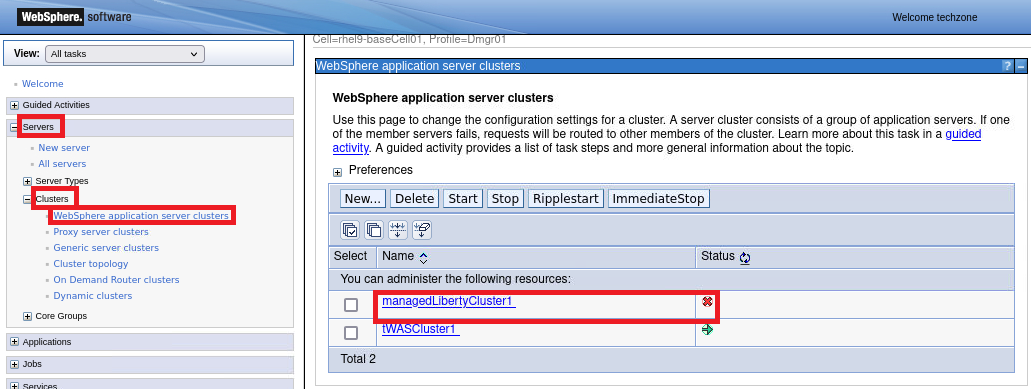 WebSphere. software
Welcome techzone
View: All tasks
Welcome
Guided Activities
Servers
New server
All servers
Server Types
Clusters
WebSphere application server clusters
Proxy server clusters
Generic server clusters
Cluster topology
On Demand Router clusters
Dynamic clusters
Core Groups
Applications
Jobs
Services
Cell=rhel9-baseCell01, Profile=Dmgr01
WebSphere application server clusters ? –
WebSphere application server clusters
Use this page to change the configuration settings for a cluster. A server cluster consists of a group of application servers. If one
of the member servers fails, requests will be routed to other members of the cluster. Learn more about this task in a guided
activity. A guided activity provides a list of task steps and more general information about the topic.
Preferences
New... Delete Start Stop Ripplestart ImmediateStop
Select Name Status
You can administer the following resources:
managedLibertyCluster1
tWASCluster1
Total 2